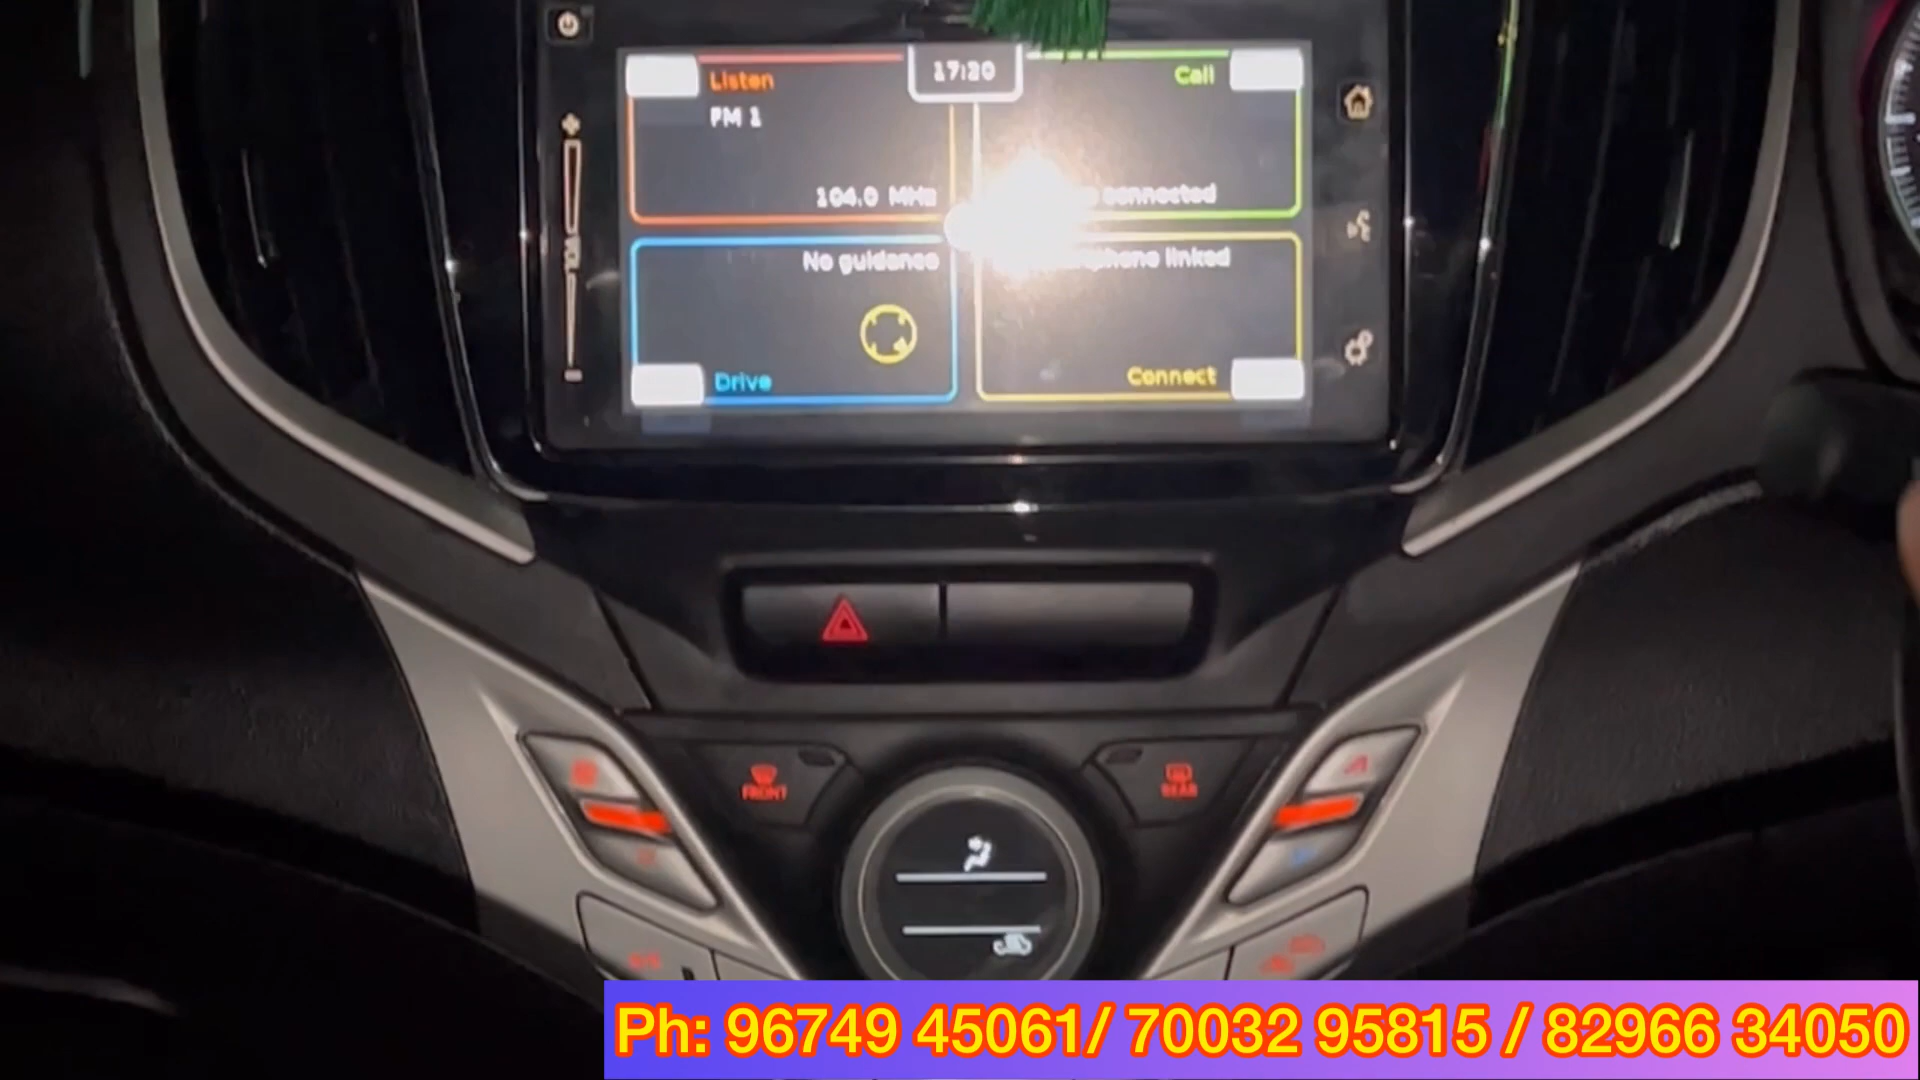 17:20
Listen
FM 1
104.0 MHz
Call
connected
VOL
No guidance
Drive
linked
Connect
FRONT
REAR
Ph: 96749 45061/ 70032 95815 / 82966 34050